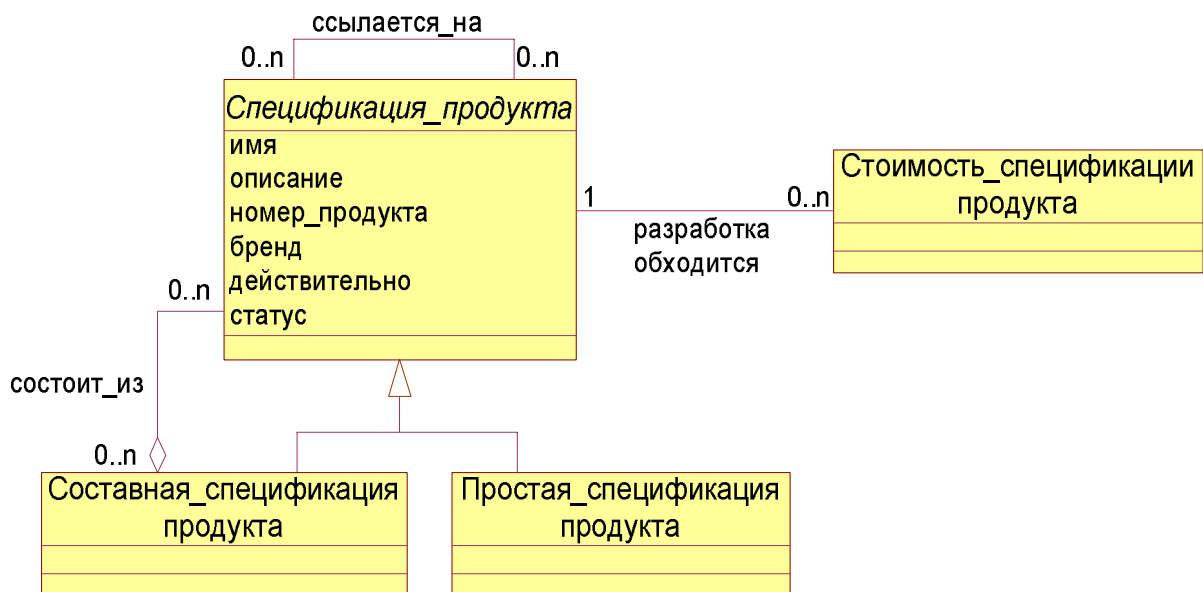 ссылается_на
0..n
0..n
Спецификация_продукта
имя
описание
номер_продукта
бренд
действительно
статус
1
0..n
разработка
обходится
Стоимость_спецификации
продукта
0..n
состоит_из
0..n
Составная_спецификация
продукта
Простая_спецификация
продукта